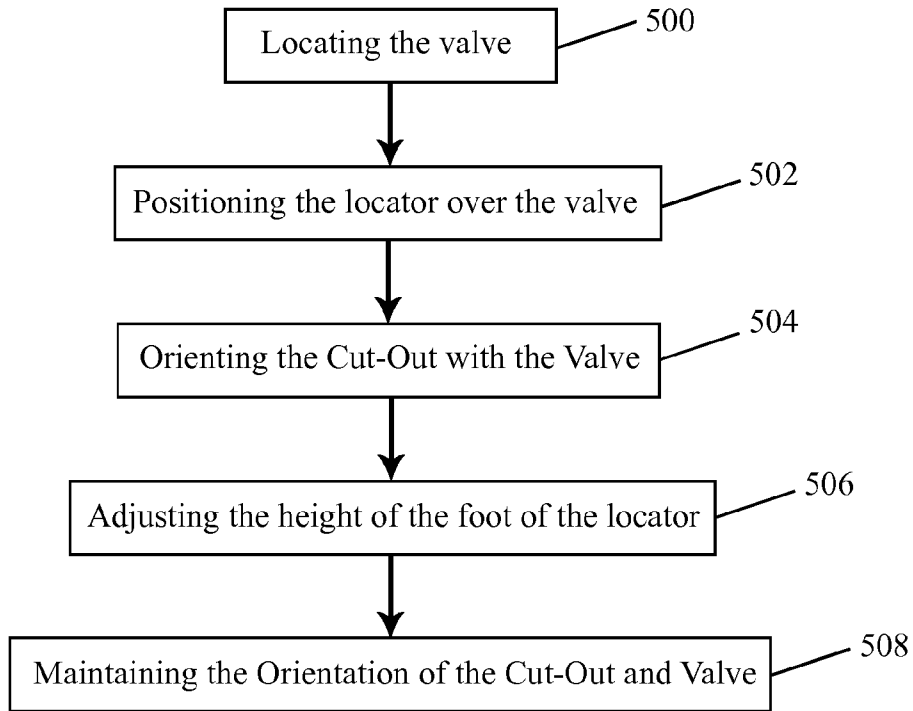 Locating the valve
500
Positioning the locator over the valve
502
Orienting the Cut-Out with the Valve
504
Adjusting the height of the foot of the locator
506
Maintaining the Orientation of the Cut-Out and Valve
508